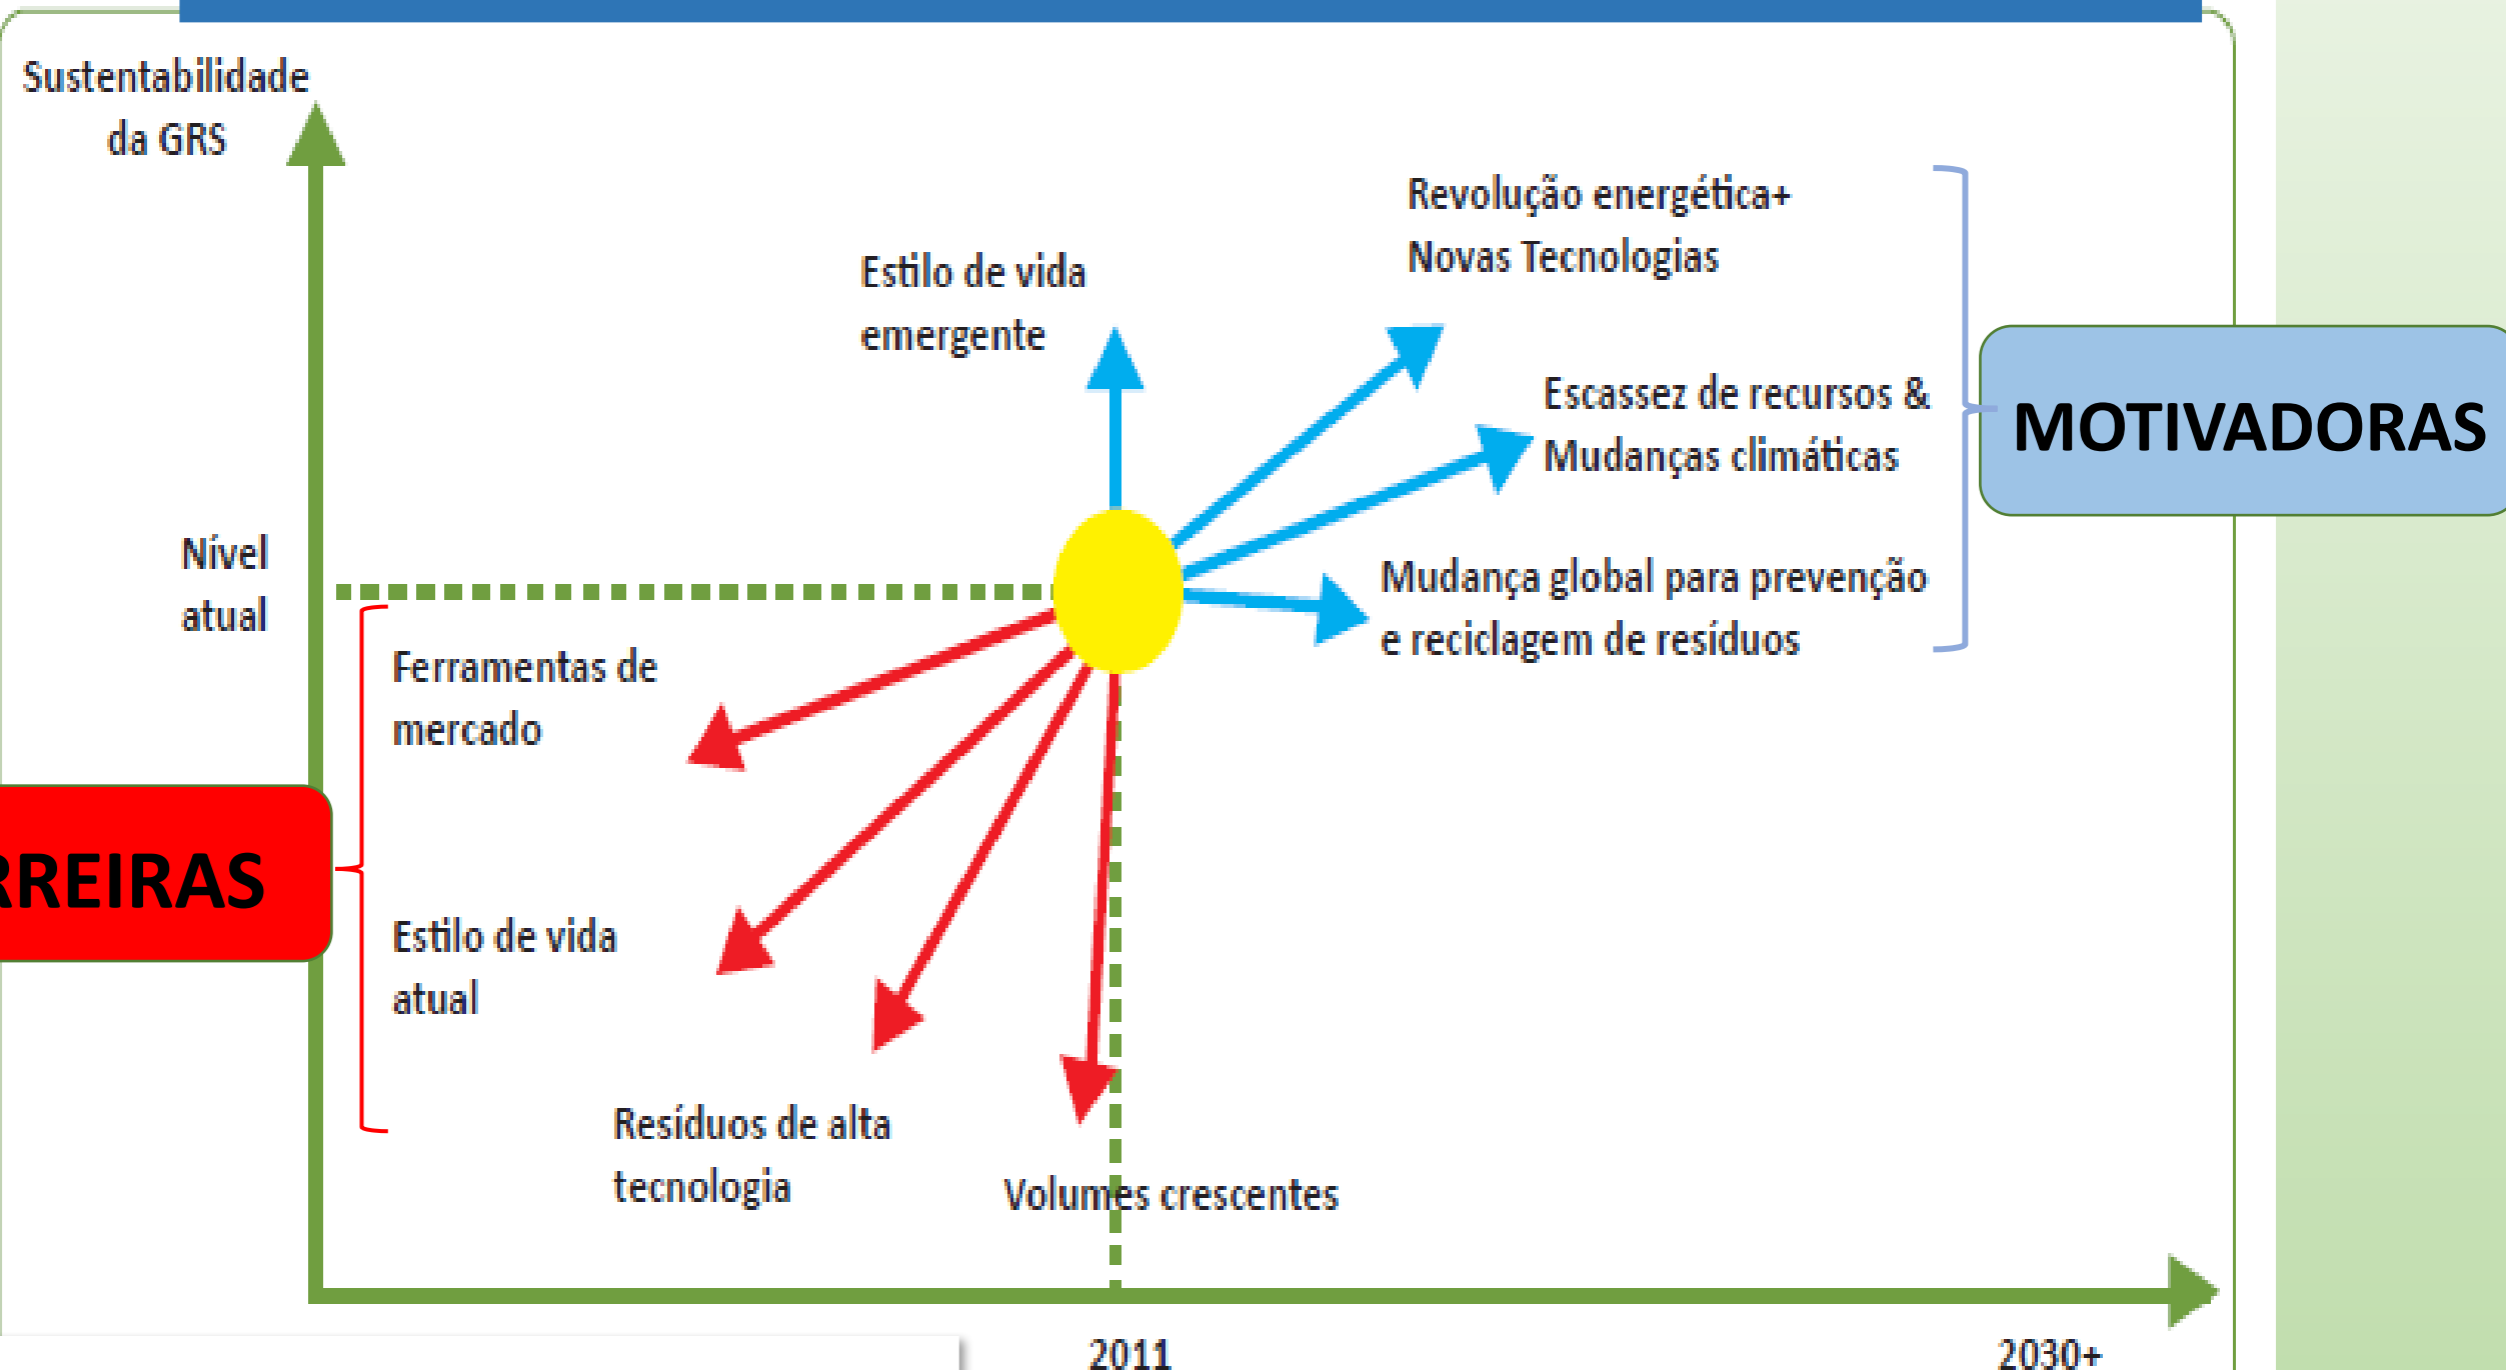 Sustentabilidade
da GRS
Revolução energética+
Novas Tecnologias
Estilo de vida
emergente
Escassez de recursos &
Mudanças climáticas
MOTIVADORAS
Nível
atual
Mudança global para prevenção
e reciclagem de resíduos
Ferramentas de
mercado
RREIRAS
Estilo de vida
atual
Resíduos de alta
tecnologia
Volumes crescentes
2011
2030+